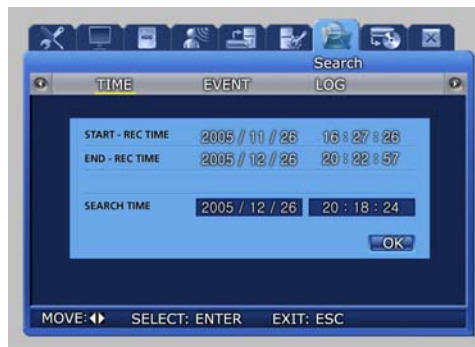 Search
TIME EVENT LOG
START - REC TIME 2005 / 11 / 26 16 : 27 : 26
END - REC TIME 2005 / 12 / 26 20 : 22 : 57
SEARCH TIME 2005 / 12 / 26 20 : 18 : 24
OK
MOVE: SELECT: ENTER EXIT: ESC